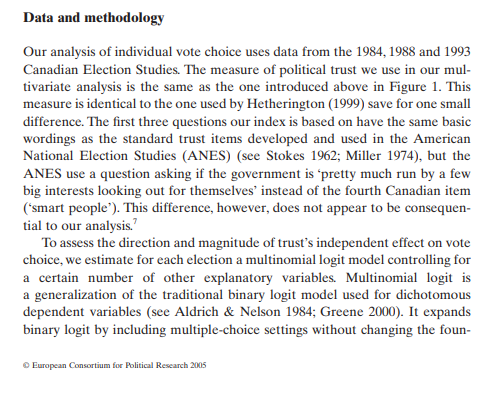 Data and methodology
Our analysis of individual vote choice uses data from the 1984, 1988 and 1993
Canadian Election Studies. The measure of political trust we use in our mul-
tivariate analysis is the same as the one introduced above in Figure 1. This
measure is identical to the one used by Hetherington (1999) save for one small
difference. The first three questions our index is based on have the same basic
wordings as the standard trust items developed and used in the American
National Election Studies (ANES) (see Stokes 1962; Miller 1974), but the
ANES use a question asking if the government is ‘pretty much run by a few
big interests looking out for themselves’ instead of the fourth Canadian item
(‘smart people’). This difference, however, does not appear to be consequen-
tial to our analysis.7
To assess the direction and magnitude of trust’s independent effect on vote
choice, we estimate for each election a multinomial logit model controlling for
a certain number of other explanatory variables. Multinomial logit is
a generalization of the traditional binary logit model used for dichotomous
dependent variables (see Aldrich & Nelson 1984; Greene 2000). It expands
binary logit by including multiple-choice settings without changing the foun-
© European Consortium for Political Research 2005